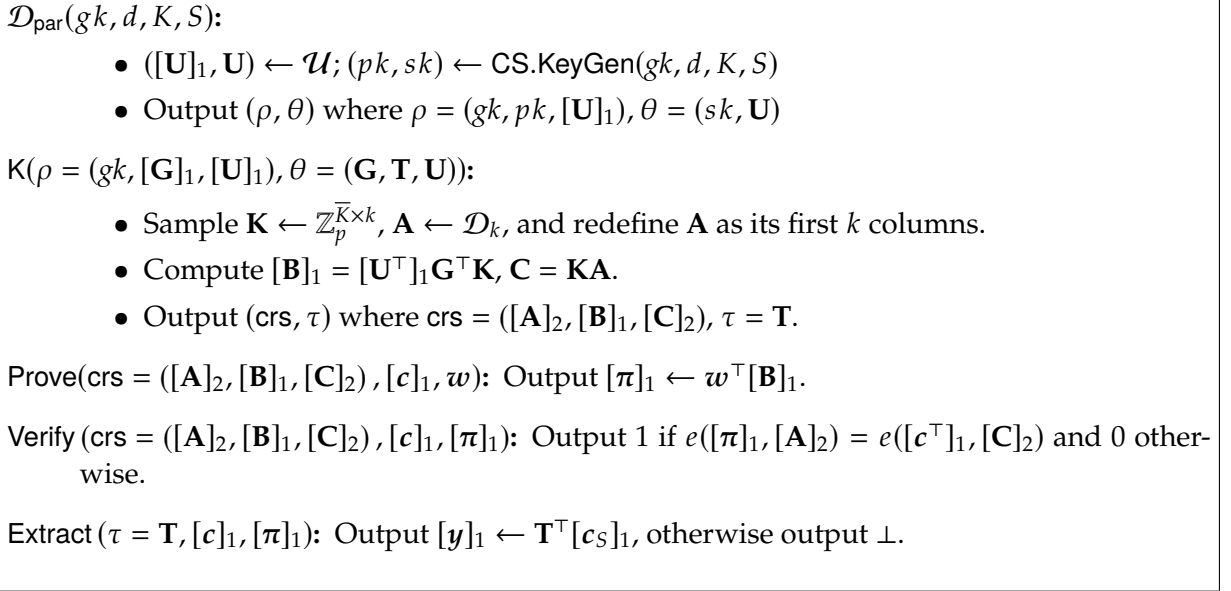 𝒟par(gk, d, K, S):
• ([U]₁, U) ← 𝒰; (pk, sk) ← CS.KeyGen(gk, d, K, S)
• Output (ρ, θ) where ρ = (gk, pk, [U]₁), θ = (sk, U)
K(ρ = (gk, [G]₁, [U]₁), θ = (G, T, U)):
• Sample K ← ℤₚ^{K̅×k}, A ← 𝒟ₖ, and redefine A as its first k columns.
• Compute [B]₁ = [U^⊤]₁G^⊤K, C = KA.
• Output (crs, τ) where crs = ([A]₂, [B]₁, [C]₂), τ = T.
Prove(crs = ([A]₂, [B]₁, [C]₂) , [c]₁, w): Output [π]₁ ← w^⊤[B]₁.
Verify (crs = ([A]₂, [B]₁, [C]₂) , [c]₁, [π]₁): Output 1 if e([π]₁, [A]₂) = e([c^⊤]₁, [C]₂) and 0 other-
wise.
Extract (τ = T, [c]₁, [π]₁): Output [y]₁ ← T^⊤[c_S]₁, otherwise output ⊥.